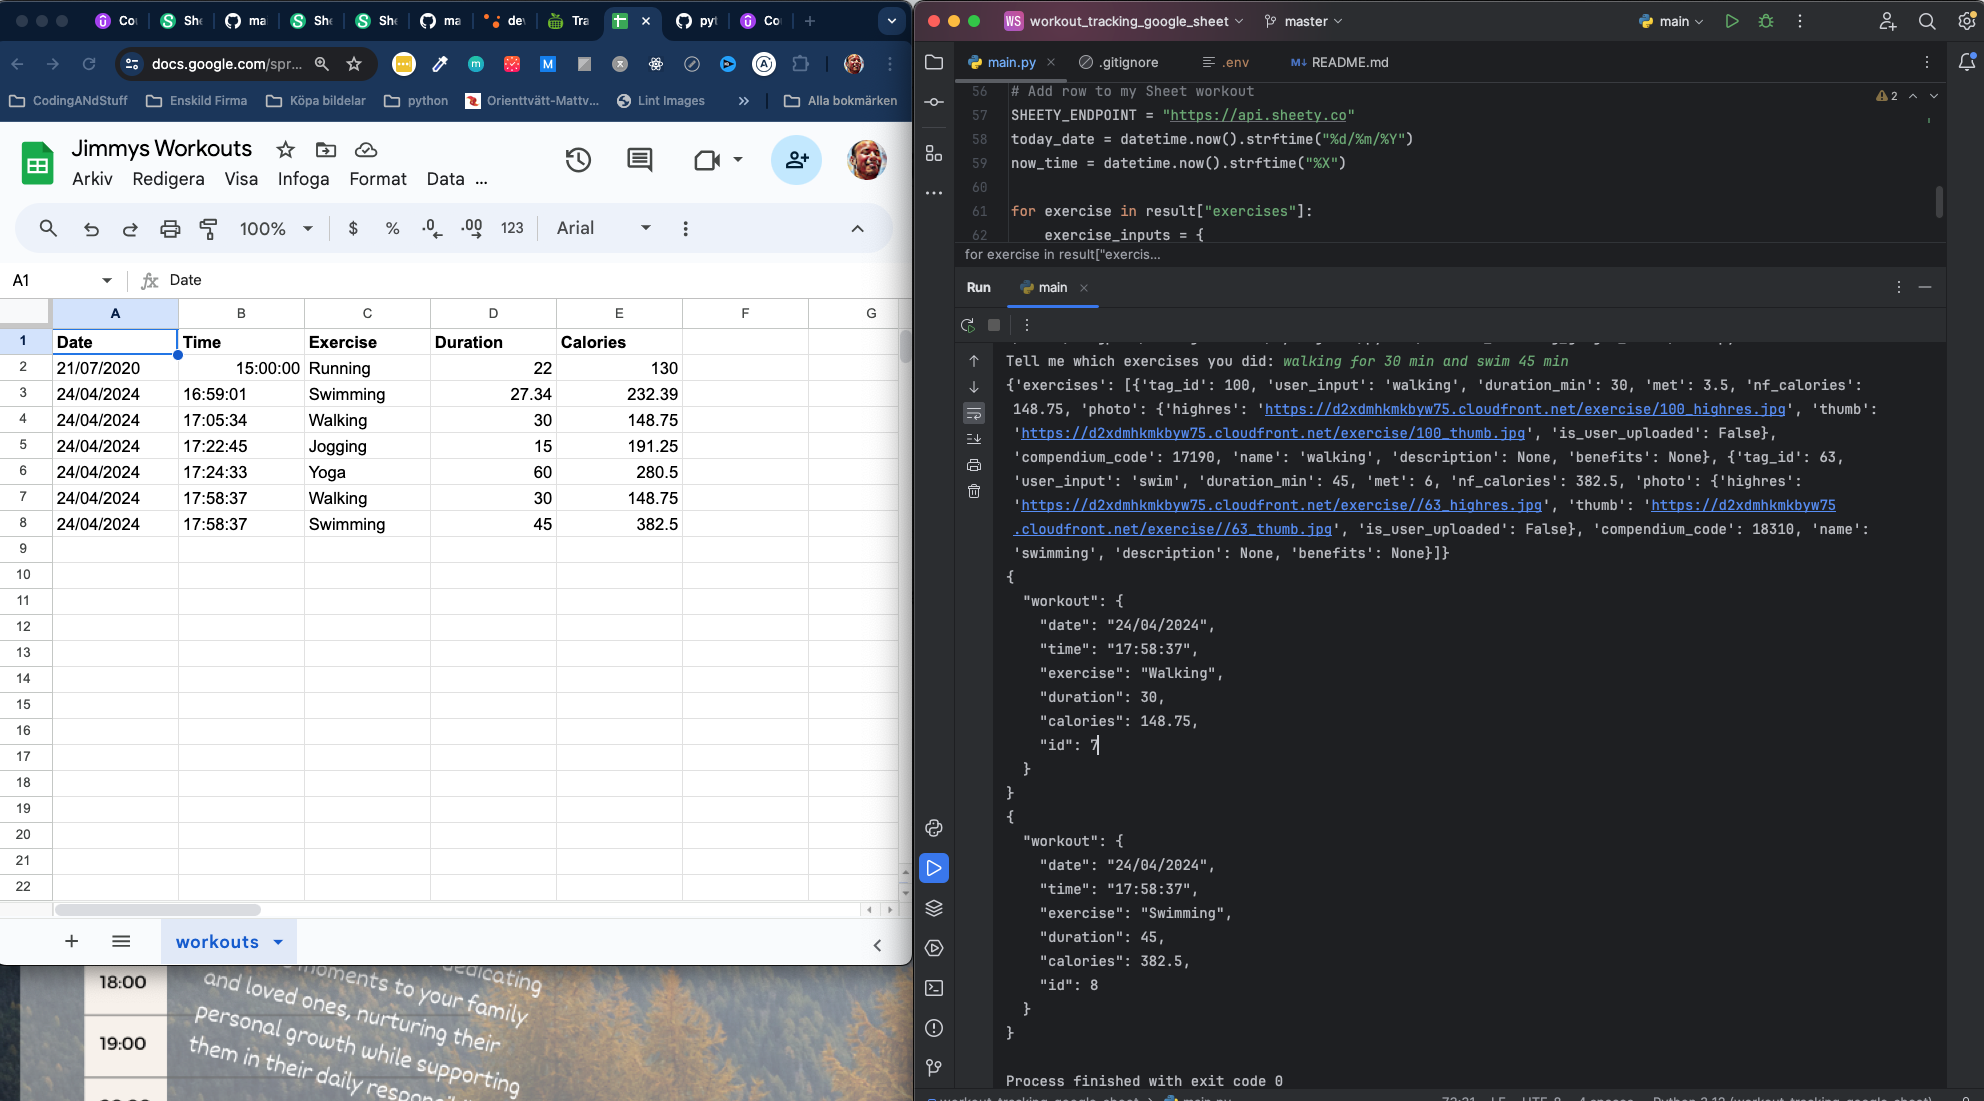 Co
She
ma
She
She
ma
dev
Tra
pyt
Co
docs.google.com/spr...
CodingANdStuff
Enskild Firma
Köpa bildelar
python
Orienttvätt-Mattv...
Lint Images
»
Alla bokmärken
Jimmys Workouts
Arkiv Redigera Visa Infoga Format Data ...
100% $ % .0 .00 123 Arial
A1 Date
A B C D E F G
1 Date Time Exercise Duration Calories
2 21/07/2020 15:00:00 Running 22 130
3 24/04/2024 16:59:01 Swimming 27.34 232.39
4 24/04/2024 17:05:34 Walking 30 148.75
5 24/04/2024 17:22:45 Jogging 15 191.25
6 24/04/2024 17:24:33 Yoga 60 280.5
7 24/04/2024 17:58:37 Walking 30 148.75
8 24/04/2024 17:58:37 Swimming 45 382.5
9
10
11
12
13
14
15
16
17
18
19
20
21
22
workouts
18:00
19:00
moments to your family
and loved ones, nurturing their
personal growth while supporting
them in their daily
WS workout_tracking_google_sheet master main
main.py .gitignore .env README.md
56 # Add row to my Sheet workout
57 SHEETY_ENDPOINT = "https://api.sheety.co"
58 today_date = datetime.now().strftime("%d/%m/%Y")
59 now_time = datetime.now().strftime("%X")
60
61 for exercise in result["exercises"]:
62 exercise_inputs = {
2
for exercise in result["exercis...
Run main
Tell me which exercises you did: walking for 30 min and swim 45 min
{'exercises': [{'tag_id': 100, 'user_input': 'walking', 'duration_min': 30, 'met': 3.5, 'nf_calories':
148.75, 'photo': {'highres': 'https://d2xdmhkmkbyw75.cloudfront.net/exercise/100_highres.jpg', 'thumb':
'https://d2xdmhkmkbyw75.cloudfront.net/exercise/100_thumb.jpg', 'is_user_uploaded': False},
'compendium_code': 17190, 'name': 'walking', 'description': None, 'benefits': None}, {'tag_id': 63,
'user_input': 'swim', 'duration_min': 45, 'met': 6, 'nf_calories': 382.5, 'photo': {'highres':
'https://d2xdmhkmkbyw75.cloudfront.net/exercise//63_highres.jpg', 'thumb': 'https://d2xdmhkmkbyw75
.cloudfront.net/exercise//63_thumb.jpg', 'is_user_uploaded': False}, 'compendium_code': 18310, 'name':
'swimming', 'description': None, 'benefits': None}]}
{
"workout": {
"date": "24/04/2024",
"time": "17:58:37",
"exercise": "Walking",
"duration": 30,
"calories": 148.75,
"id": 7
}
}
{
"workout": {
"date": "24/04/2024",
"time": "17:58:37",
"exercise": "Swimming",
"duration": 45,
"calories": 382.5,
"id": 8
}
}
Process finished with exit code 0